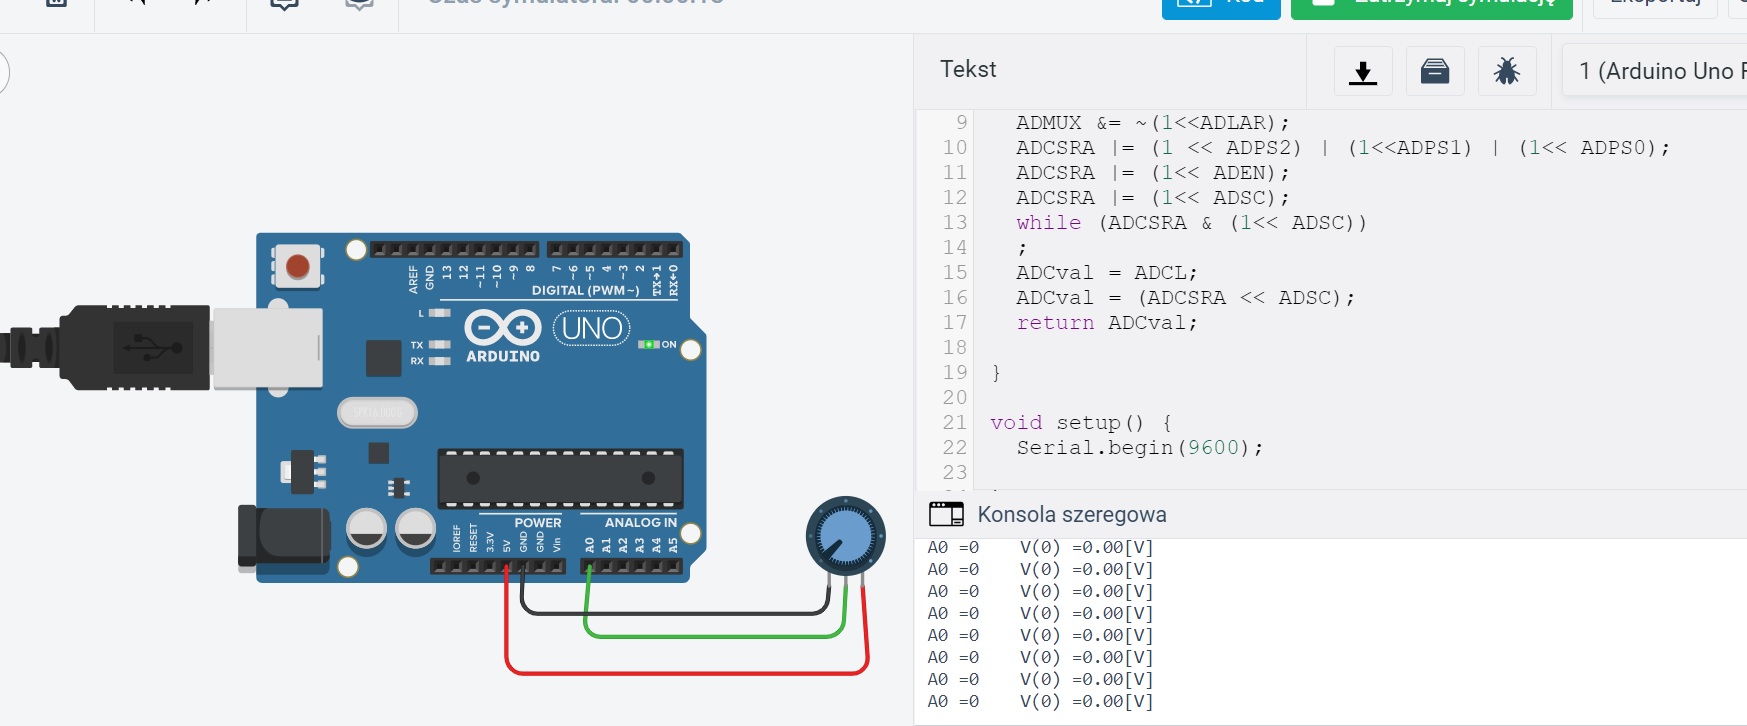 Czas symulatora: 00:00:18
Kod
Zatrzymaj symulację
Eksportuj
Tekst
1 (Arduino Uno R
9 ADMUX &= ~(1<<ADLAR);
10 ADCSRA |= (1 << ADPS2) | (1<<ADPS1) | (1<< ADPS0);
11 ADCSRA |= (1<< ADEN);
12 ADCSRA |= (1<< ADSC);
13 while (ADCSRA & (1<< ADSC))
14 ;
15 ADCval = ADCL;
16 ADCval = (ADCSRA << ADSC);
17 return ADCval;
18
19 }
20
21 void setup() {
22 Serial.begin(9600);
23
Konsola szeregowa
A0 =0 V(0) =0.00[V]
A0 =0 V(0) =0.00[V]
A0 =0 V(0) =0.00[V]
A0 =0 V(0) =0.00[V]
A0 =0 V(0) =0.00[V]
A0 =0 V(0) =0.00[V]
A0 =0 V(0) =0.00[V]
A0 =0 V(0) =0.00[V]
AREF GND 13 12 ~11 ~10 ~9 8 7 ~6 ~5 4 ~3 2 TX→1 RX←0
DIGITAL (PWM~)
L
TX
RX
ARDUINO
UNO
ON
POWER
ANALOG IN
IOREF RESET 3.3V 5V GND GND Vin A0 A1 A2 A3 A4 A5